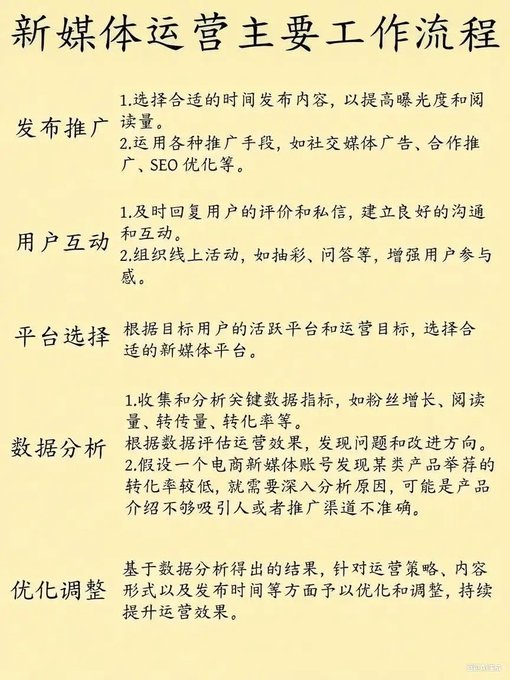 新媒体运营主要工作流程
发布推广
1.选择合适的时间发布内容，以提高曝光度和阅
读量。
2.运用各种推广手段，如社交媒体广告、合作推
广、SEO 优化等。
用户互动
1.及时回复用户的评价和私信，建立良好的沟通
和互动。
2.组织线上活动，如抽彩、问答等，增强用户参与
感。
平台选择
根据目标用户的活跃平台和运营目标，选择合
适的新媒体平台。
数据分析
1.收集和分析关键数据指标，如粉丝增长、阅读
量、转传量、转化率等。
根据数据评估运营效果，发现问题和改进方向。
2.假设一个电商新媒体账号发现某类产品举荐的
转化率较低，就需要深入分析原因，可能是产品
介绍不够吸引人或者推广渠道不准确。
优化调整
基于数据分析得出的结果，针对运营策略、内容
形式以及发布时间等方面予以优化和调整，持续
提升运营效果。